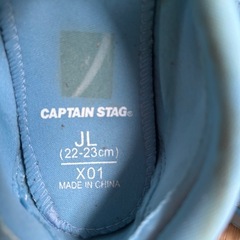 CAPTAIN STAG®
JL
(22-23cm)
X01
MADE IN CHINA